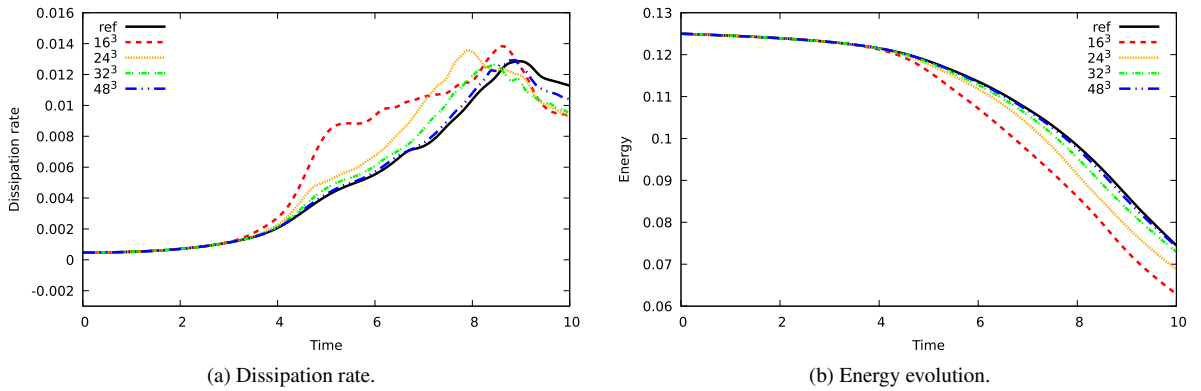 0.016
0.014
0.012
0.01
0.008
0.006
0.004
0.002
0
-0.002
Dissipation rate
ref
16³
24³
32³
48³
0 2 4 6 8 10
Time
(a) Dissipation rate.
0.13
0.12
0.11
0.1
0.09
0.08
0.07
0.06
Energy
ref
16³
24³
32³
48³
0 2 4 6 8 10
Time
(b) Energy evolution.